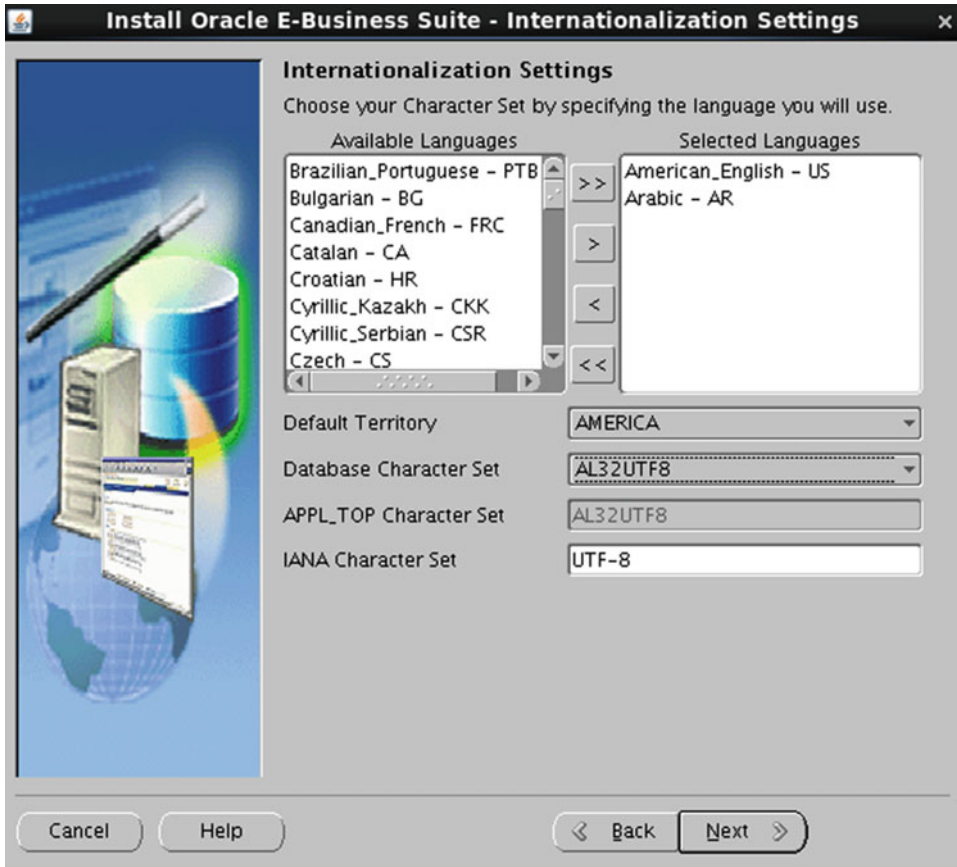 Install Oracle E-Business Suite - Internationalization Settings
Internationalization Settings
Choose your Character Set by specifying the language you will use.
Available Languages
Brazilian_Portuguese - PTB
Bulgarian - BG
Canadian_French - FRC
Catalan - CA
Croatian - HR
Cyrillic_Kazakh - CKK
Cyrillic_Serbian - CSR
Czech - CS
>>
>
<
<<
Selected Languages
American_English - US
Arabic - AR
Default Territory AMERICA
Database Character Set AL32UTF8
APPL_TOP Character Set AL32UTF8
IANA Character Set UTF-8
Cancel Help Back Next